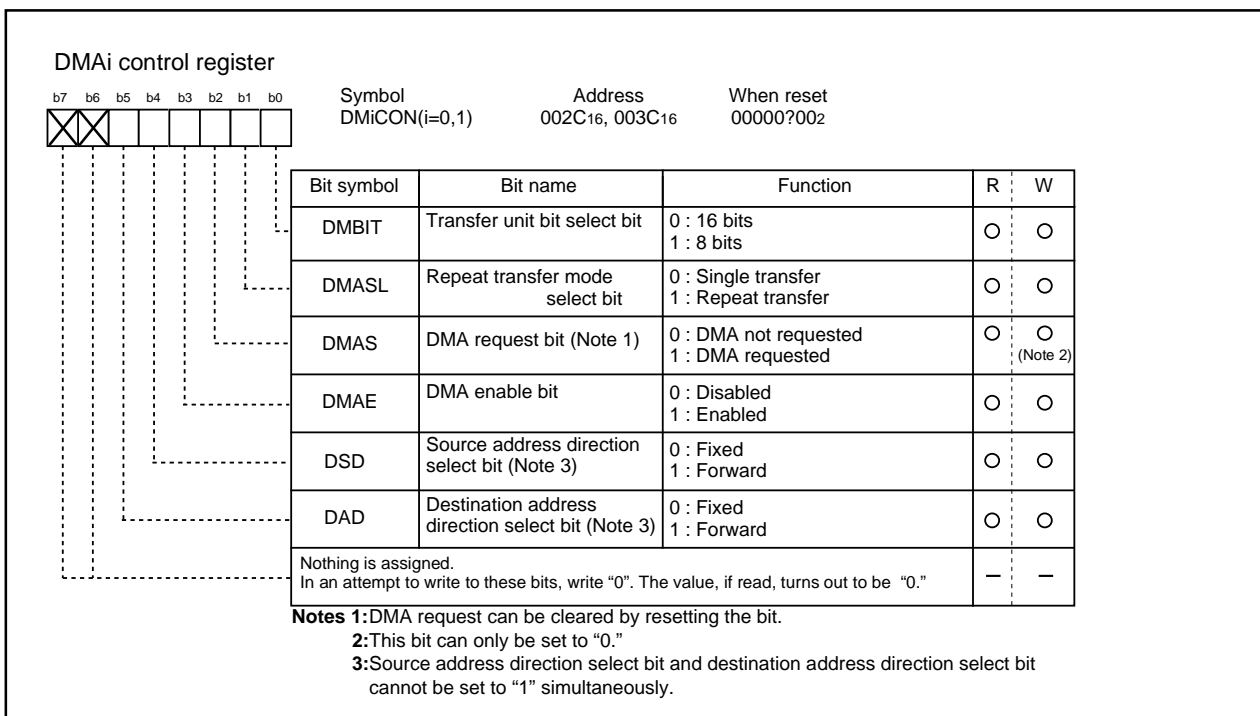 DMAi control register
b7 b6 b5 b4 b3 b2 b1 b0
Symbol Address When reset
DMiCON(i=0,1) 002C16, 003C16 00000?002
Bit symbol Bit name Function R W
DMBIT Transfer unit bit select bit 0 : 16 bits
1 : 8 bits
DMASL Repeat transfer mode
select bit 0 : Single transfer
1 : Repeat transfer
DMAS DMA request bit (Note 1) 0 : DMA not requested
1 : DMA requested (Note 2)
DMAE DMA enable bit 0 : Disabled
1 : Enabled
DSD Source address direction
select bit (Note 3) 0 : Fixed
1 : Forward
DAD Destination address
direction select bit (Note 3) 0 : Fixed
1 : Forward
Nothing is assigned.
In an attempt to write to these bits, write “0”. The value, if read, turns out to be “0.” – –
Notes 1:DMA request can be cleared by resetting the bit.
2:This bit can only be set to “0.”
3:Source address direction select bit and destination address direction select bit
cannot be set to “1” simultaneously.